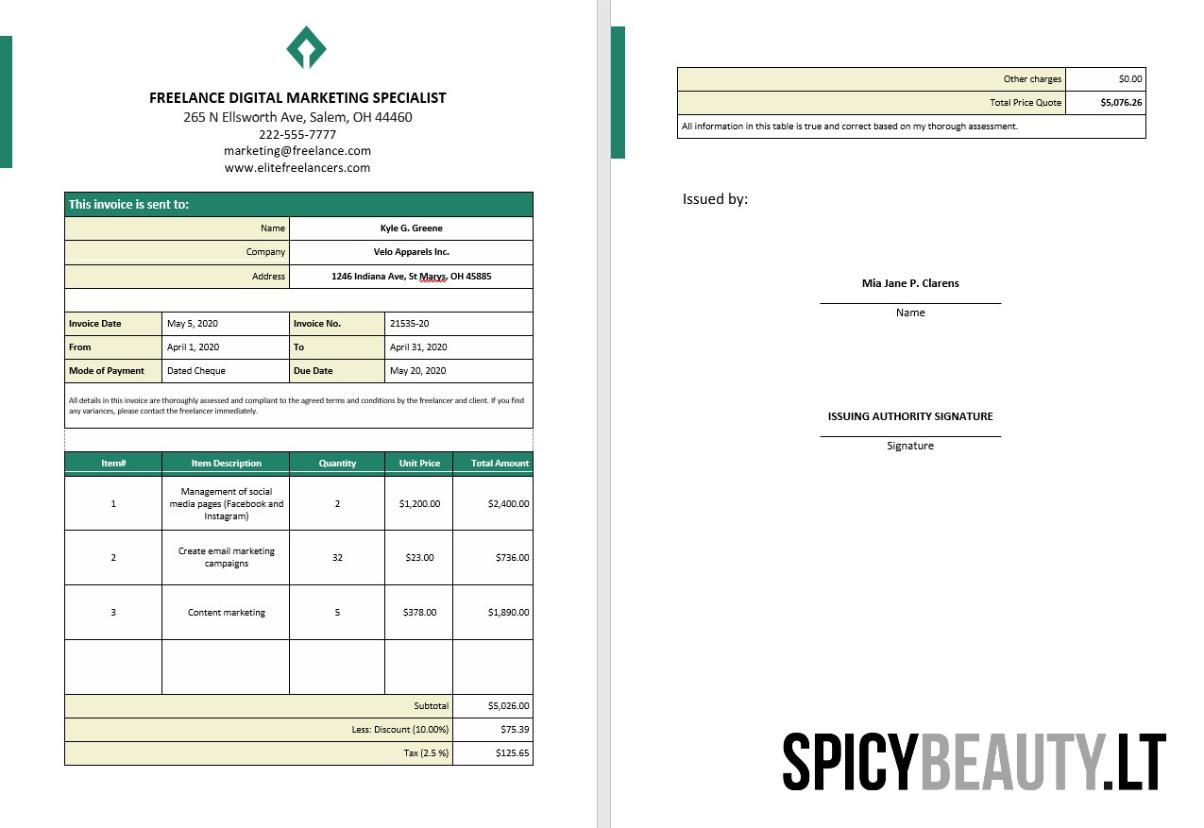 FREELANCE DIGITAL MARKETING SPECIALIST
265 N Ellsworth Ave, Salem, OH 44460
222-555-7777
marketing@freelance.com
www.elitefreelancers.com
This invoice is sent to:
Name Kyle G. Greene
Company Velo Apparels Inc.
Address 1246 Indiana Ave, St Marys, OH 45885
Invoice Date May 5, 2020 Invoice No. 21535-20
From April 1, 2020 To April 31, 2020
Mode of Payment Dated Cheque Due Date May 20, 2020
All details in this invoice are thoroughly assessed and compliant to the agreed terms and conditions by the freelancer and client. If you find
any variances, please contact the freelancer immediately.
Item# Item Description Quantity Unit Price Total Amount
1 Management of social media pages (Facebook and Instagram) 2 $1,200.00 $2,400.00
2 Create email marketing campaigns 32 $23.00 $736.00
3 Content marketing 5 $378.00 $1,890.00
Subtotal $5,026.00
Less: Discount (10.00%) $75.39
Tax (2.5 %) $125.65
Other charges $0.00
Total Price Quote $5,076.26
All information in this table is true and correct based on my thorough assessment.
Issued by:
Mia Jane P. Clarens
Name
ISSUING AUTHORITY SIGNATURE
Signature
SPICYBEAUTY.LT